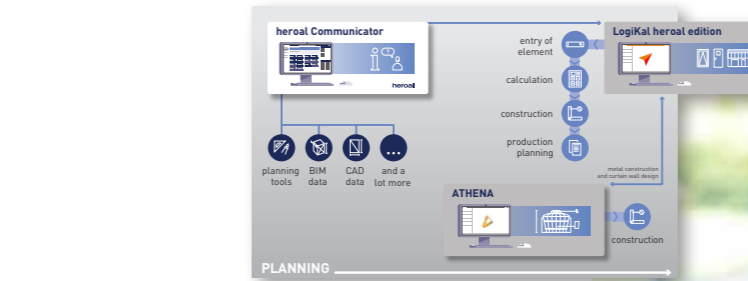 heroal Communicator
heroal
planning
tools
BIM
data
CAD
data
...
and a
lot more
entry of
element
calculation
construction
production
planning
LogiKal heroal edition
metal construction
and curtain wall design
ATHENA
construction
PLANNING